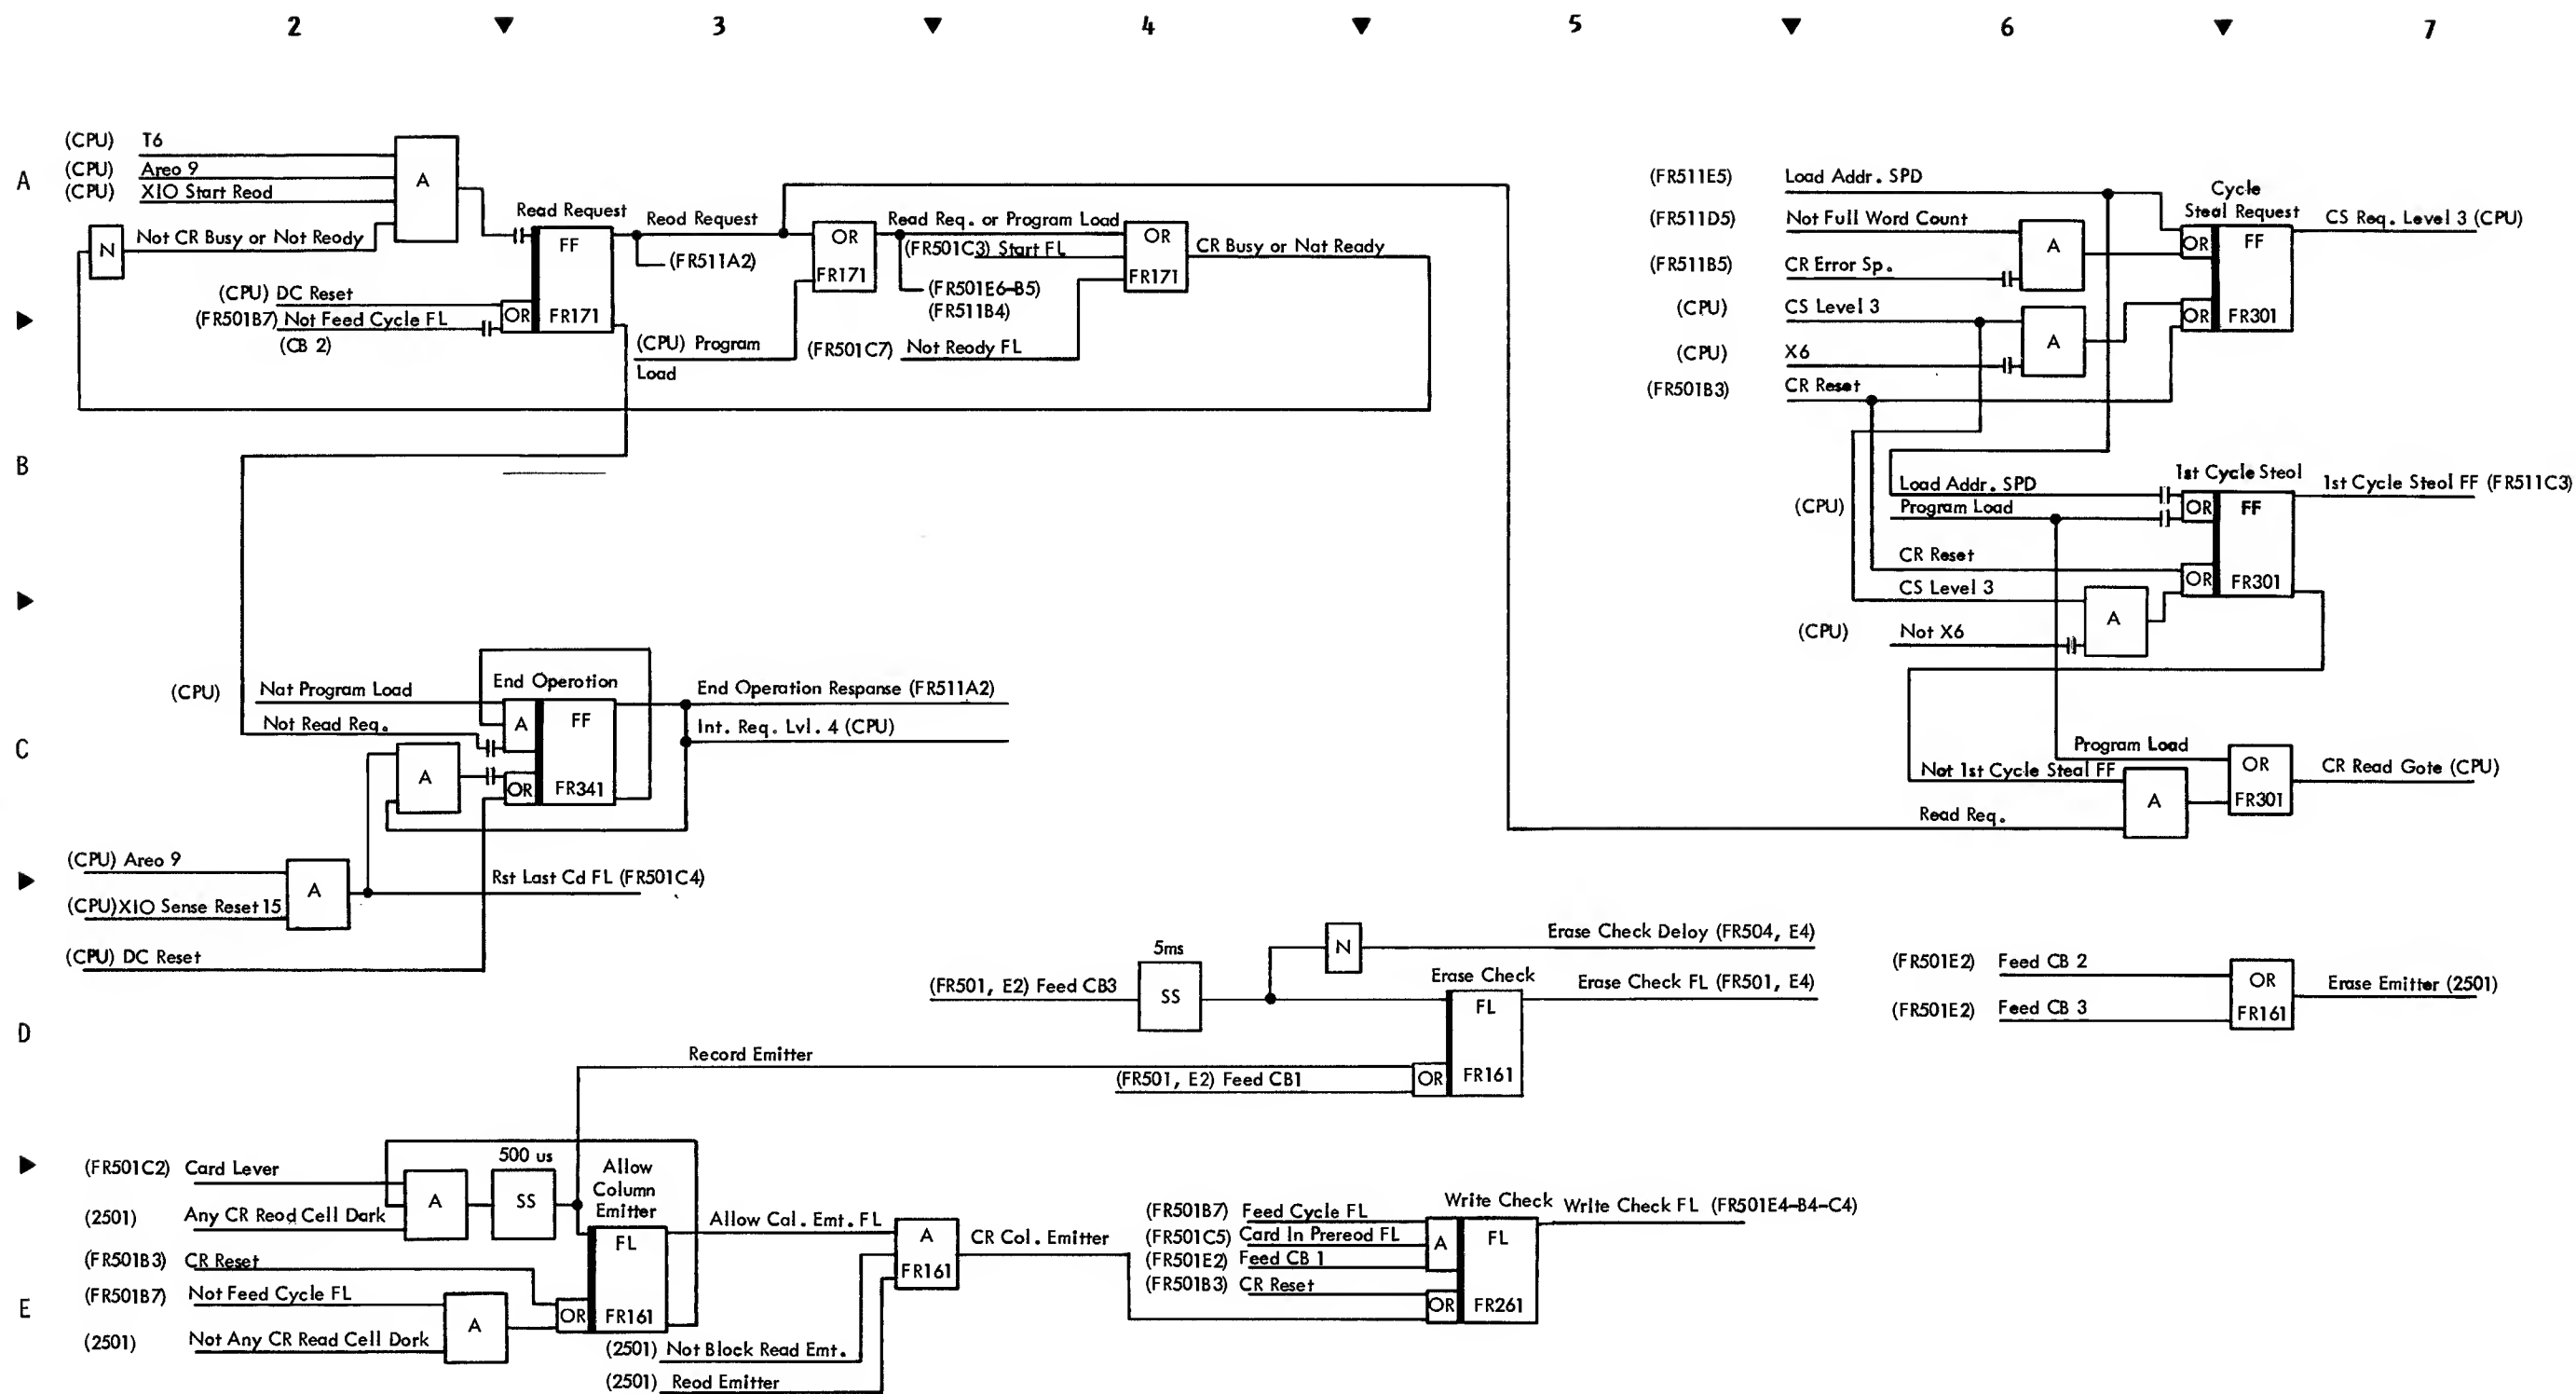 2 3 4 5 6 7
A
(CPU) T6
(CPU) Areo 9
(CPU) XIO Start Reod
A
N
Not CR Busy or Not Reody
Read Request
FF
FR171
(CPU) DC Reset
(FR501B7) Not Feed Cycle FL
(CB 2)
OR
Reod Request
(FR511A2)
OR
FR171
(CPU) Program
Load
Read Req. or Program Load
(FR501C3) Start FL
(FR501E6-B5)
(FR511B4)
(FR501C7) Not Reody FL
OR
FR171
CR Busy or Nat Ready
(FR511E5) Load Addr. SPD
(FR511D5) Not Full Word Count
(FR511B5) CR Error Sp.
A
(CPU) CS Level 3
(CPU) X6
A
(FR501B3) CR Reset
Cycle
Steal Request
OR
FF
OR
FR301
CS Req. Level 3 (CPU)
B
1st Cycle Steol
Load Addr. SPD
(CPU) Program Load
OR
FF
1st Cycle Steol FF (FR511C3)
CR Reset
OR
FR301
CS Level 3
A
(CPU) Not X6
C
(CPU) Nat Program Load
Not Read Req.
End Operotion
A
FF
OR
FR341
A
End Operation Response (FR511A2)
Int. Req. Lvl. 4 (CPU)
Program Load
Not 1st Cycle Steal FF
Read Req.
A
OR
FR301
CR Read Gote (CPU)
(CPU) Areo 9
(CPU)XIO Sense Reset 15
A
Rst Last Cd FL (FR501C4)
(CPU) DC Reset
D
(FR501, E2) Feed CB3
5ms
SS
N
Erase Check Deloy (FR504, E4)
Erase Check
FL
FR161
Erase Check FL (FR501, E4)
Record Emitter
(FR501, E2) Feed CB1
OR
(FR501E2) Feed CB 2
(FR501E2) Feed CB 3
OR
FR161
Erase Emitter (2501)
E
(FR501C2) Card Lever
(2501) Any CR Reod Cell Dark
A
500 us
SS
Allow
Column
Emitter
FL
FR161
(FR501B3) CR Reset
(FR501B7) Not Feed Cycle FL
(2501) Not Any CR Read Cell Dork
A
OR
Allow Col. Emt. FL
(2501) Not Block Read Emt.
(2501) Reod Emitter
A
FR161
CR Col. Emitter
(FR501B7) Feed Cycle FL
(FR501C5) Card In Prereod FL
(FR501E2) Feed CB 1
(FR501B3) CR Reset
A
OR
Write Check
FL
FR261
Write Check FL (FR501E4-B4-C4)